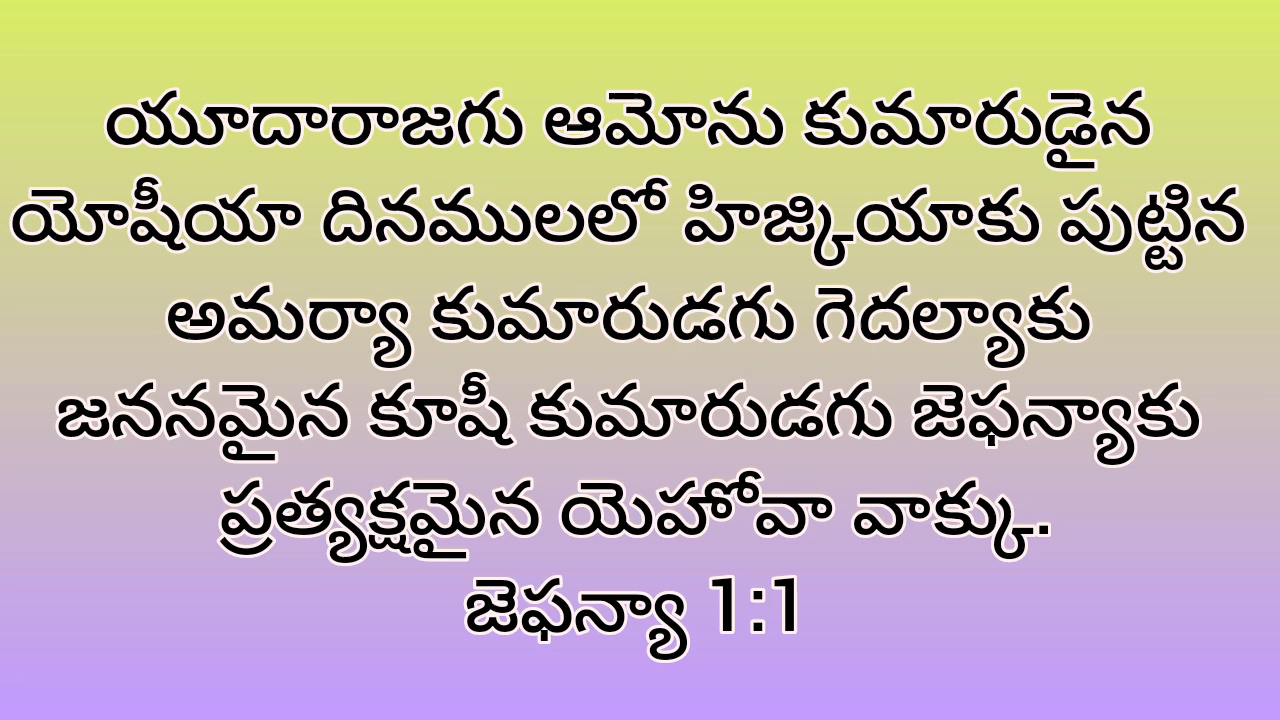 యూదారాజగు ఆమోను కుమారుడైన
యోషీయా దినములలో హిజ్కియాకు పుట్టిన
అమర్యా కుమారుడగు గెదల్యాకు
జననమైన కూషీ కుమారుడగు జెఫన్యాకు
ప్రత్యక్షమైన యెహోవా వాక్కు.
జెఫన్యా 1:1